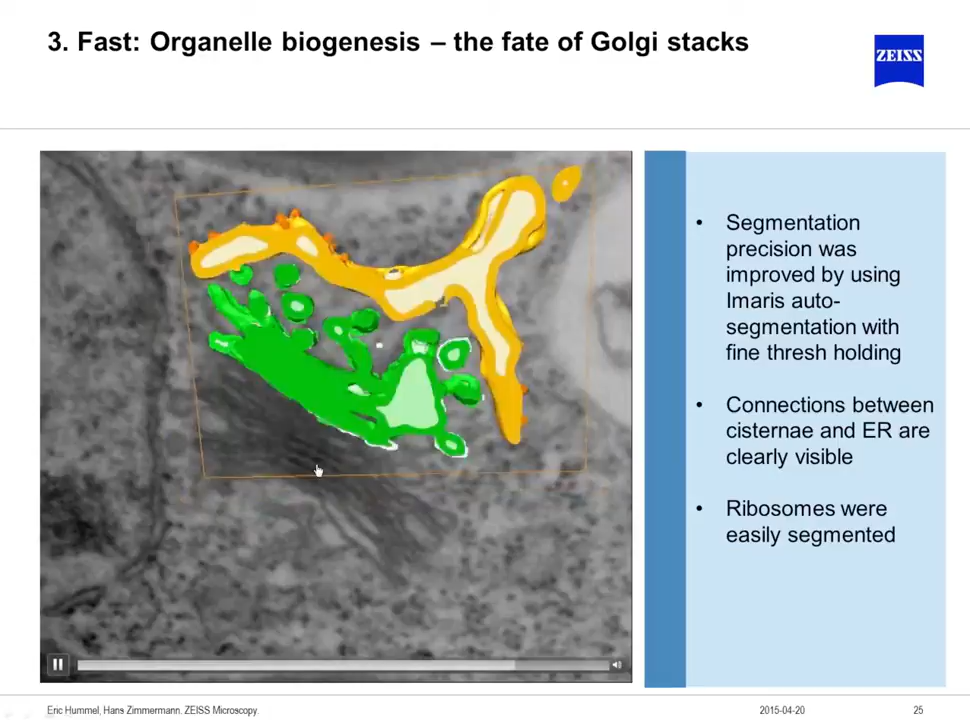 3. Fast: Organelle biogenesis – the fate of Golgi stacks
ZEISS
• Segmentation
precision was
improved by using
Imaris auto-
segmentation with
fine thresh holding
• Connections between
cisternae and ER are
clearly visible
• Ribosomes were
easily segmented
Eric Hummel, Hans Zimmermann. ZEISS Microscopy.
2015-04-20
25